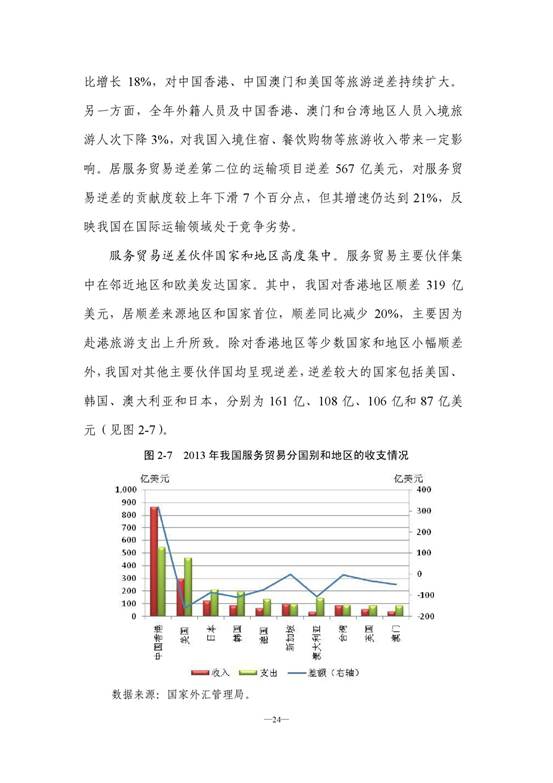 比增长 18%，对中国香港、中国澳门和美国等旅游逆差持续扩大。
另一方面，全年外籍人员及中国香港、澳门和台湾地区人员入境旅
游人次下降 3%，对我国入境住宿、餐饮购物等旅游收入带来一定影
响。居服务贸易逆差第二位的运输项目逆差 567 亿美元，对服务贸
易逆差的贡献度较上年下滑 7 个百分点，但其增速仍达到 21%，反
映我国在国际运输领域处于竞争劣势。
服务贸易逆差伙伴国家和地区高度集中。服务贸易主要伙伴集
中在邻近地区和欧美发达国家。其中，我国对香港地区顺差 319 亿
美元，居顺差来源地区和国家首位，顺差同比减少 20%，主要因为
赴港旅游支出上升所致。除对香港地区等少数国家和地区小幅顺差
外，我国对其他主要伙伴国均呈现逆差，逆差较大的国家包括美国、
韩国、澳大利亚和日本，分别为 161 亿、108 亿、106 亿和 87 亿美
元（见图 2-7）。
图 2-7 2013 年我国服务贸易分国别和地区的收支情况
亿美元 亿美元
1,000 400
900
800 300
700
600 200
500 100
400
300 0
200 -100
100
0 -200
中国香港 美国 日本 韩国 德国 新加坡 澳大利亚 台湾 英国 澳门
收入 支出 差额（右轴）
数据来源：国家外汇管理局。
—24—